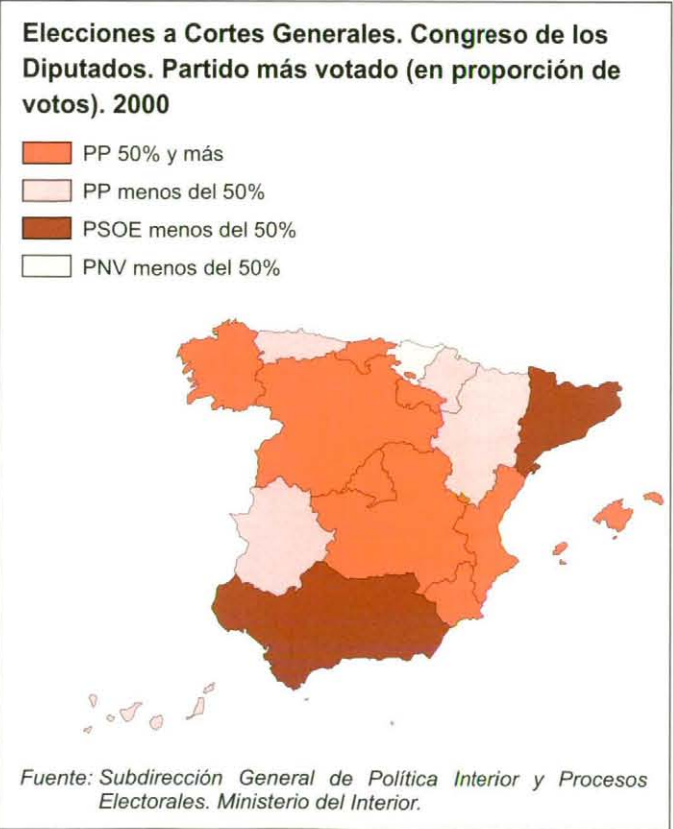 Elecciones a Cortes Generales. Congreso de los
Diputados. Partido más votado (en proporción de
votos). 2000
PP 50% y más
PP menos del 50%
PSOE menos del 50%
PNV menos del 50%
Fuente: Subdirección General de Política Interior y Procesos
Electorales. Ministerio del Interior.